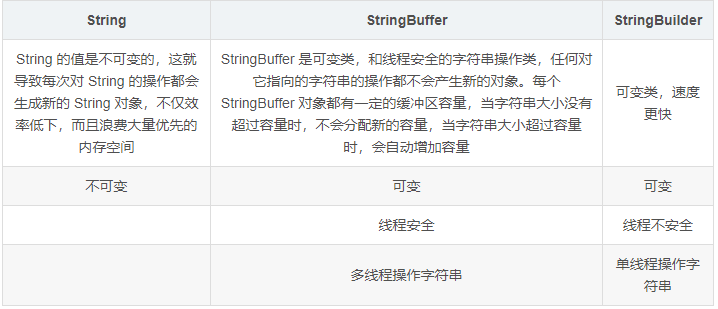 String
StringBuffer
StringBuilder
String 的值是不可变的，这就
导致每次对 String 的操作都会
生成新的 String 对象，不仅效
率低下，而且浪费大量优先的
内存空间
StringBuffer 是可变类，和线程安全的字符串操作类，任何对
它指向的字符串的操作都不会产生新的对象。每个
StringBuffer 对象都有一定的缓冲区容量，当字符串大小没有
超过容量时，不会分配新的容量，当字符串大小超过容量
时，会自动增加容量
可变类，速度
更快
不可变
可变
可变
线程安全
线程不安全
多线程操作字符串
单线程操作字
符串